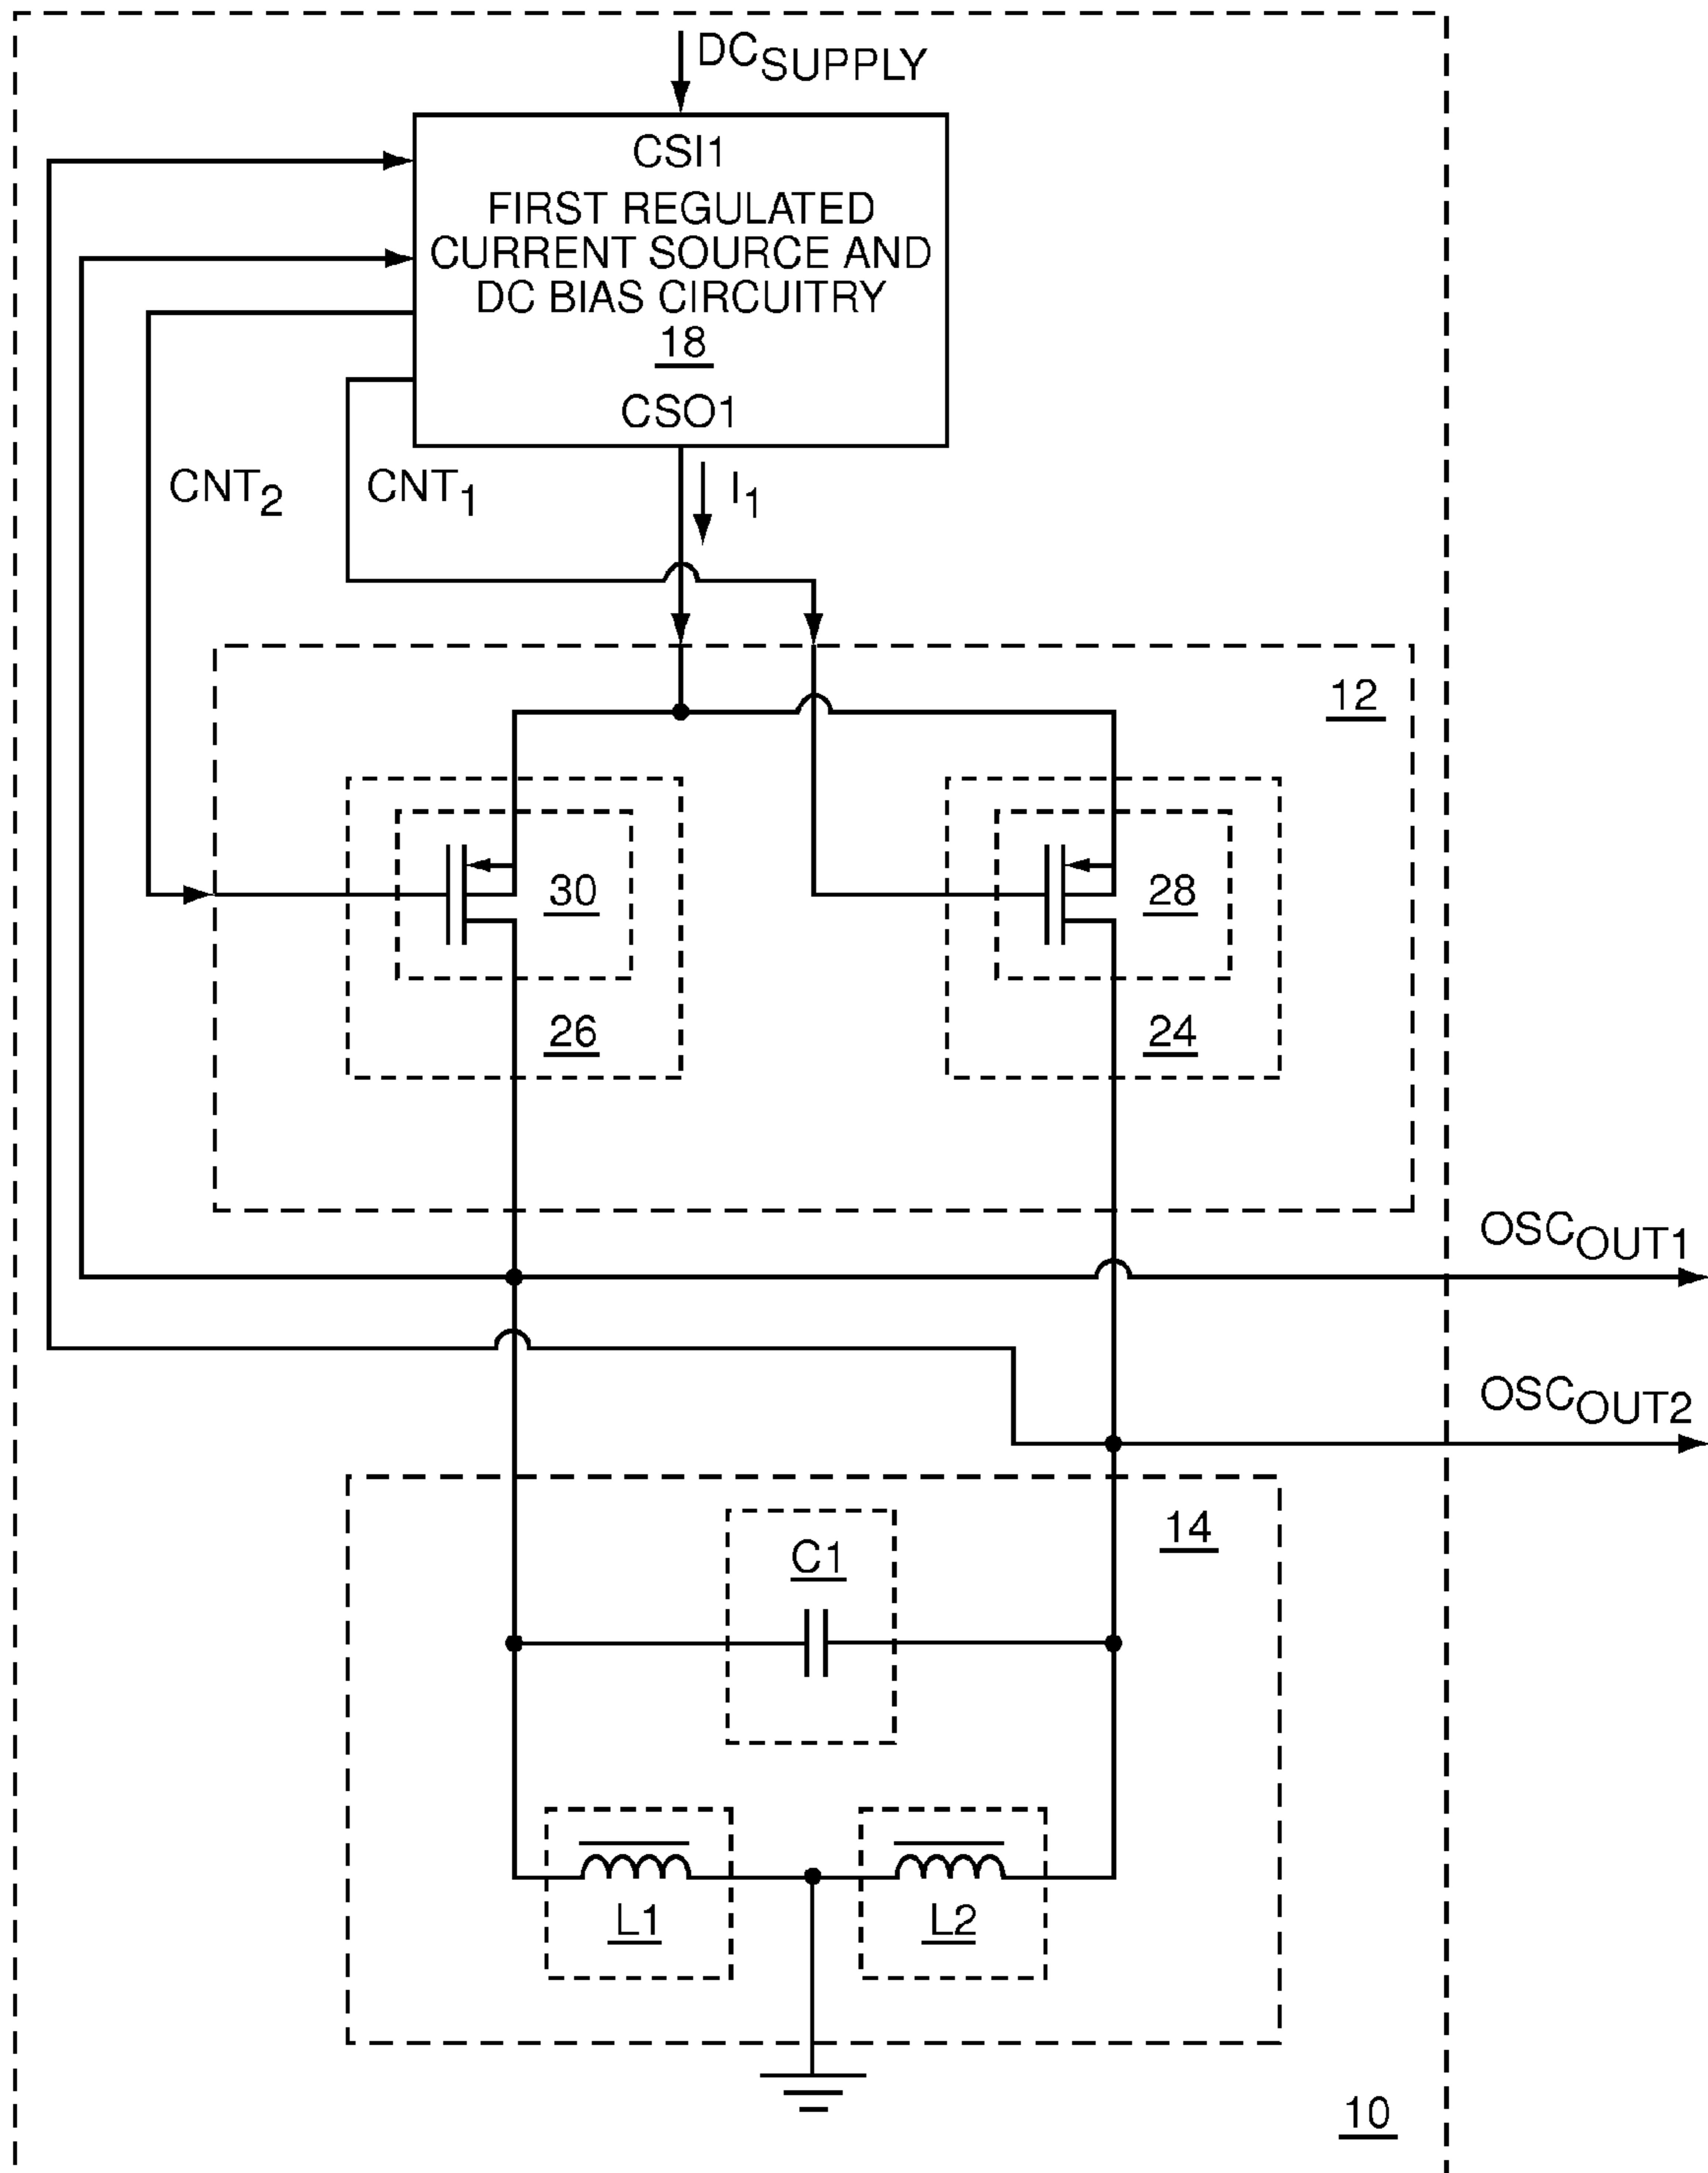 DCSUPPLY
CSI1
FIRST REGULATED
CURRENT SOURCE AND
DC BIAS CIRCUITRY
18
CSO1
CNT2
CNT1
I1
12
30
28
26
24
OSCOUT1
OSCOUT2
14
C1
L1
L2
10